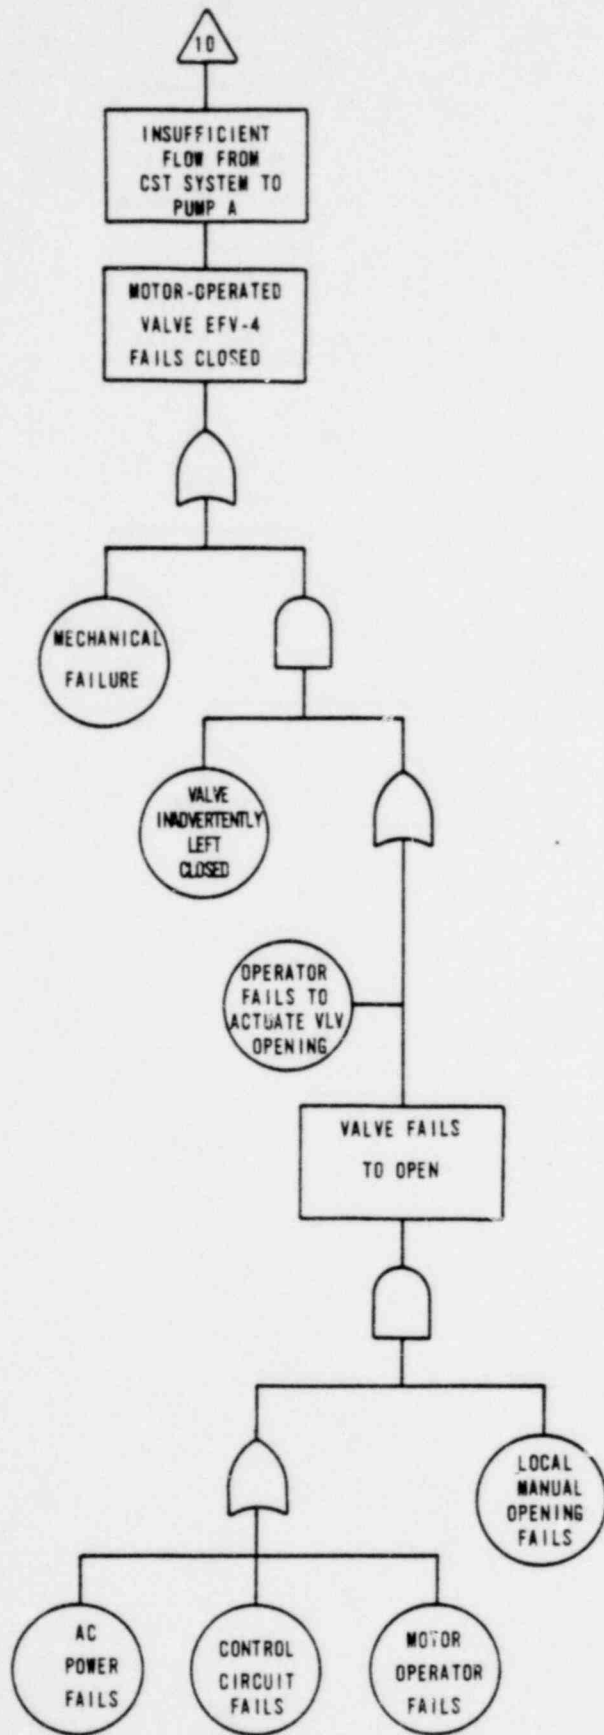 10
INSUFFICIENT
FLOW FROM
CST SYSTEM TO
PUMP A
MOTOR-OPERATED
VALVE EFV-4
FAILS CLOSED
MECHANICAL
FAILURE
VALVE
INADVERTENTLY
LEFT
CLOSED
OPERATOR
FAILS TO
ACTUATE VLV
OPENING
VALVE FAILS
TO OPEN
LOCAL
MANUAL
OPENING
FAILS
AC
POWER
FAILS
CONTROL
CIRCUIT
FAILS
MOTOR
OPERATOR
FAILS